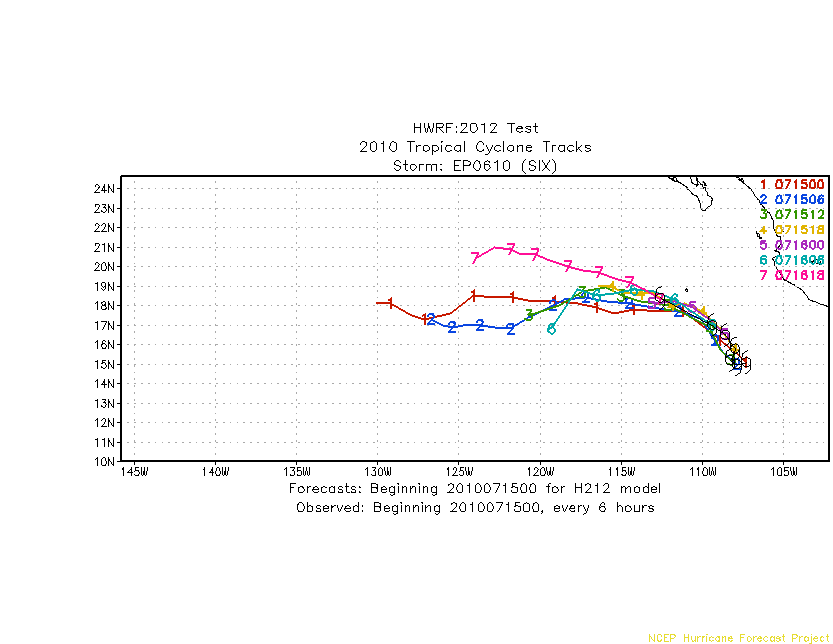 HWRF:2012 Test
2010 Tropical Cyclone Tracks
Storm: EP0610 (SIX)
1 071500
2 071506
3 071512
4 071518
5 071600
6 071606
7 071618
24N
23N
22N
21N
20N
19N
18N
17N
16N
15N
14N
13N
12N
11N
10N
145W 140W 135W 130W 125W 120W 115W 110W 105W
Forecasts: Beginning 2010071500 for H212 model
Observed: Beginning 2010071500, every 6 hours
NCEP Hurricane Forecast Project